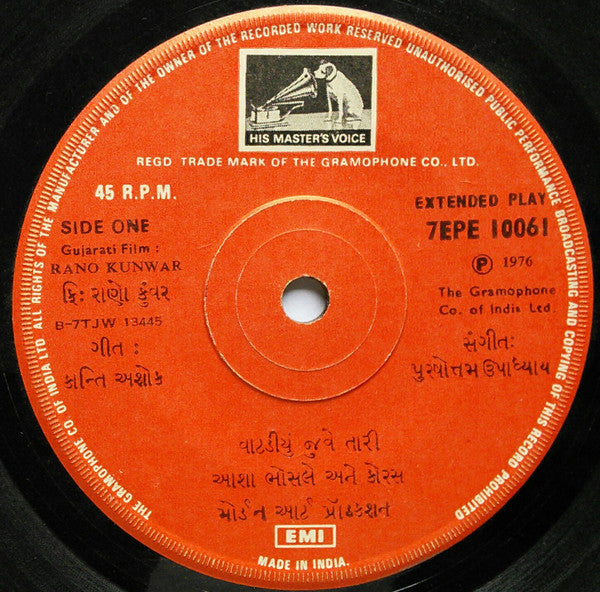 THE GRAMOPHONE CO OF INDIA LTD. ALL RIGHTS OF THE MANUFACTURER AND OF THE OWNER OF THE RECORDED WORK RESERVED UNAUTHORISED PUBLIC PERFORMANCE BROADCASTING AND COPYING OF THIS RECORD PROHIBITED
HIS MASTER'S VOICE
REGD TRADE MARK OF THE GRAMOPHONE CO., LTD.
45 R.P.M.
SIDE ONE
Gujarati Film :
RANO KUNWAR
ફિ: રાણો કુંવર
B-7TJW 13445
ગીત :
કાન્તિ અશોક
EXTENDED PLAY
7EPE 10061
Ⓟ 1976
The Gramophone
Co. of India Ltd.
સંગીત:
પુરષોત્તમ ઉપાધ્યાય
વાટડીયું જુવે તારી
આશા ભોંસલે અને કોરસ
મોર્ડન આર્ટ પ્રૉડકશન
EMI
MADE IN INDIA.